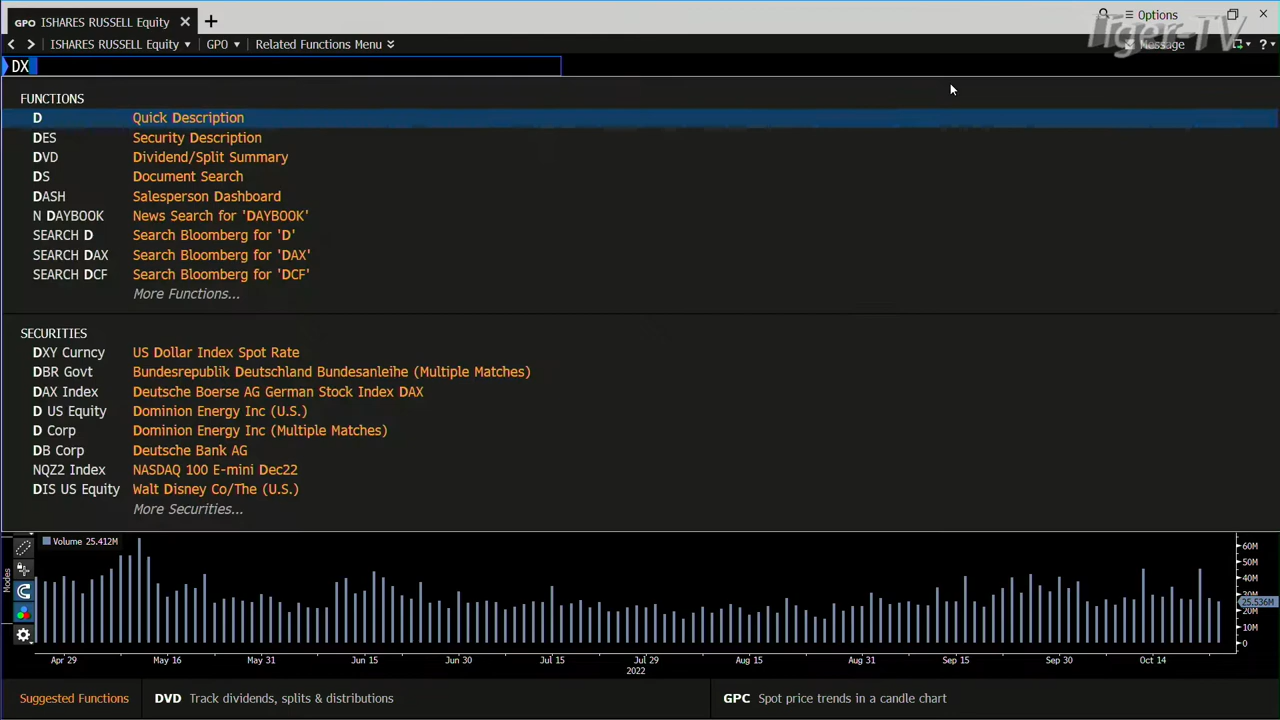 GPO ISHARES RUSSELL Equity
Options
Tiger-TV
ISHARES RUSSELL Equity GPO Related Functions Menu
Message
?
DX
FUNCTIONS
D Quick Description
DES Security Description
DVD Dividend/Split Summary
DS Document Search
DASH Salesperson Dashboard
N DAYBOOK News Search for 'DAYBOOK'
SEARCH D Search Bloomberg for 'D'
SEARCH DAX Search Bloomberg for 'DAX'
SEARCH DCF Search Bloomberg for 'DCF'
More Functions...
SECURITIES
DXY Curncy US Dollar Index Spot Rate
DBR Govt Bundesrepublik Deutschland Bundesanleihe (Multiple Matches)
DAX Index Deutsche Boerse AG German Stock Index DAX
D US Equity Dominion Energy Inc (U.S.)
D Corp Dominion Energy Inc (Multiple Matches)
DB Corp Deutsche Bank AG
NQZ2 Index NASDAQ 100 E-mini Dec22
DIS US Equity Walt Disney Co/The (U.S.)
More Securities...
Modes
Volume 25.412M
60M
50M
40M
30M
25.536M
10M
0
Apr 29 May 16 May 31 Jun 15 Jun 30 Jul 15 Jul 29 Aug 15 Aug 31 Sep 15 Sep 30 Oct 14
2022
Suggested Functions DVD Track dividends, splits & distributions GPC Spot price trends in a candle chart